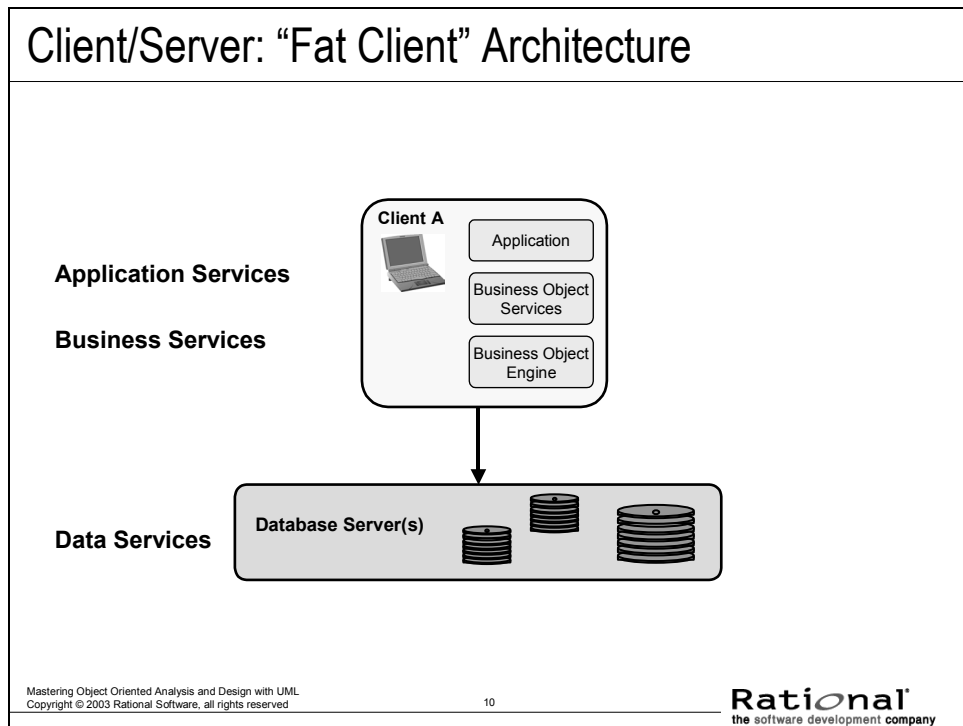 Client/Server: “Fat Client” Architecture
Client A
Application
Business Object
Services
Business Object
Engine
Application Services
Business Services
Data Services
Database Server(s)
Mastering Object Oriented Analysis and Design with UML
Copyright © 2003 Rational Software, all rights reserved
10
Rational
the software development company